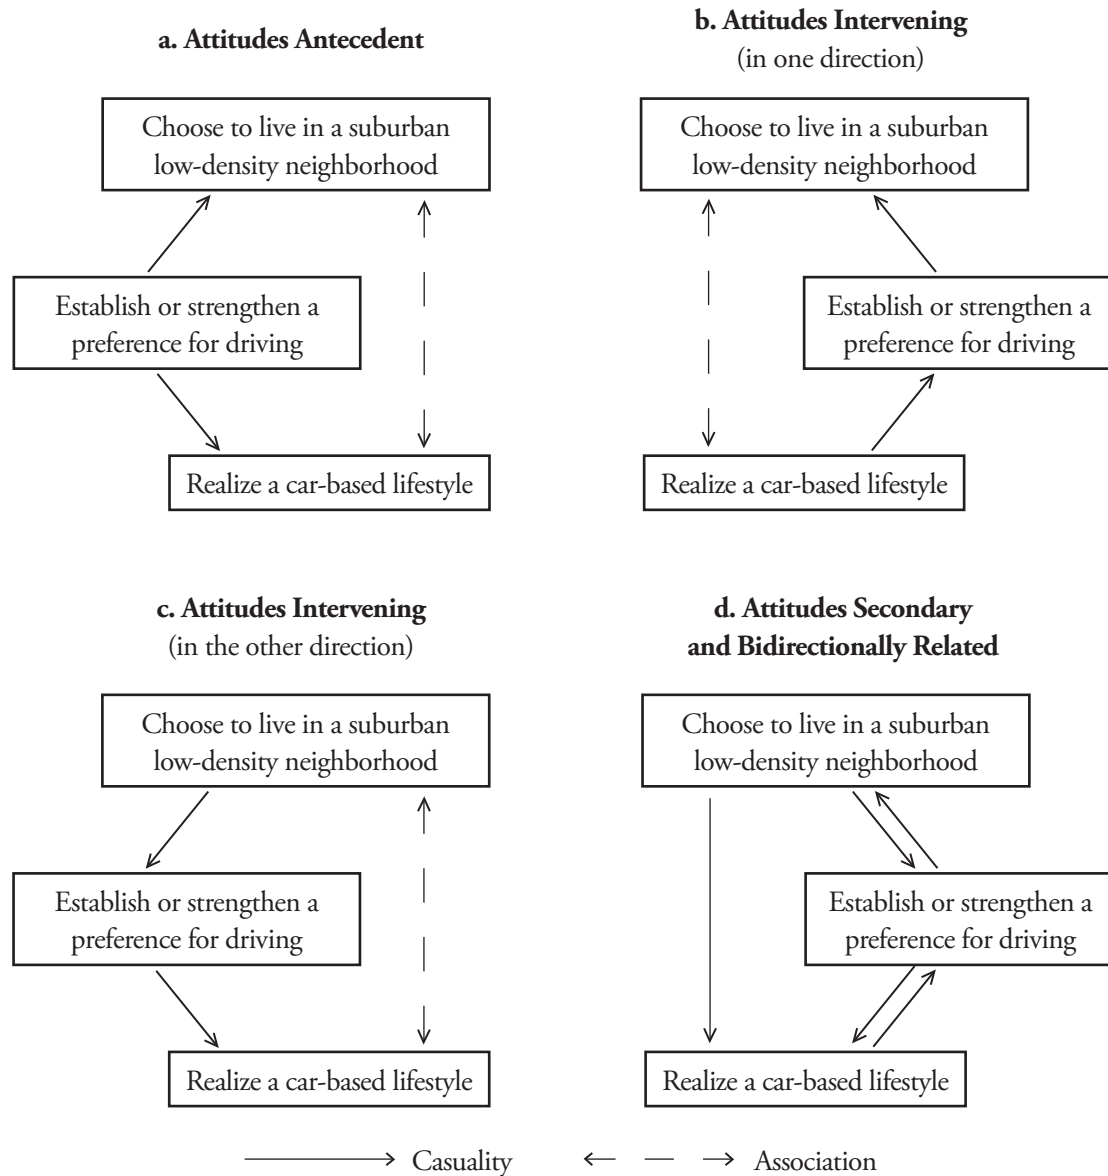 a. Attitudes Antecedent
Choose to live in a suburban
low-density neighborhood
Establish or strengthen a
preference for driving
Realize a car-based lifestyle
b. Attitudes Intervening
(in one direction)
Choose to live in a suburban
low-density neighborhood
Establish or strengthen a
preference for driving
Realize a car-based lifestyle
c. Attitudes Intervening
(in the other direction)
Choose to live in a suburban
low-density neighborhood
Establish or strengthen a
preference for driving
Realize a car-based lifestyle
d. Attitudes Secondary
and Bidirectionally Related
Choose to live in a suburban
low-density neighborhood
Establish or strengthen a
preference for driving
Realize a car-based lifestyle
Casuality
Association